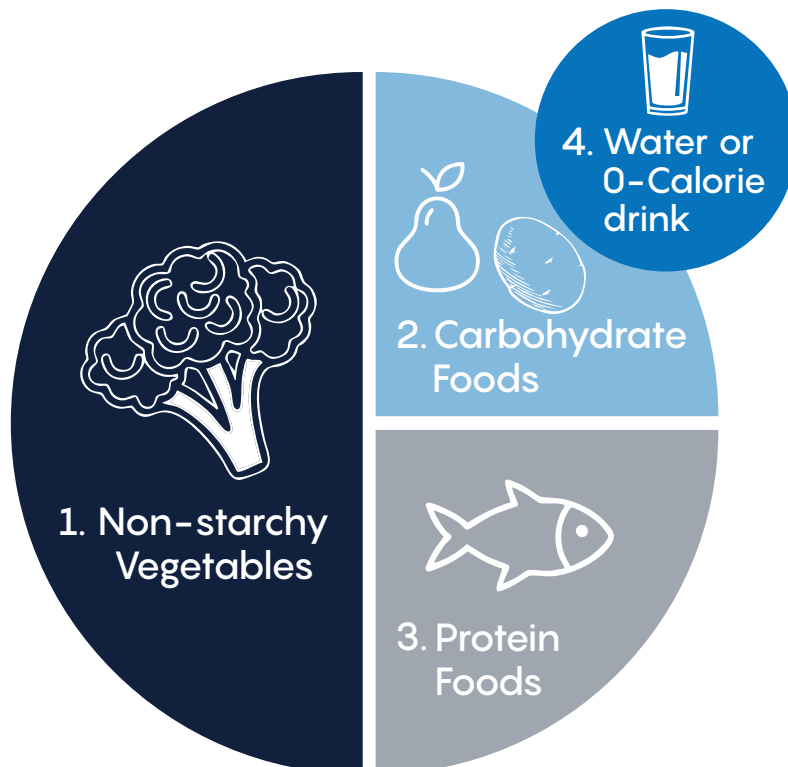 1. Non-starchy
Vegetables
2. Carbohydrate
Foods
3. Protein
Foods
4. Water or
0-Calorie
drink